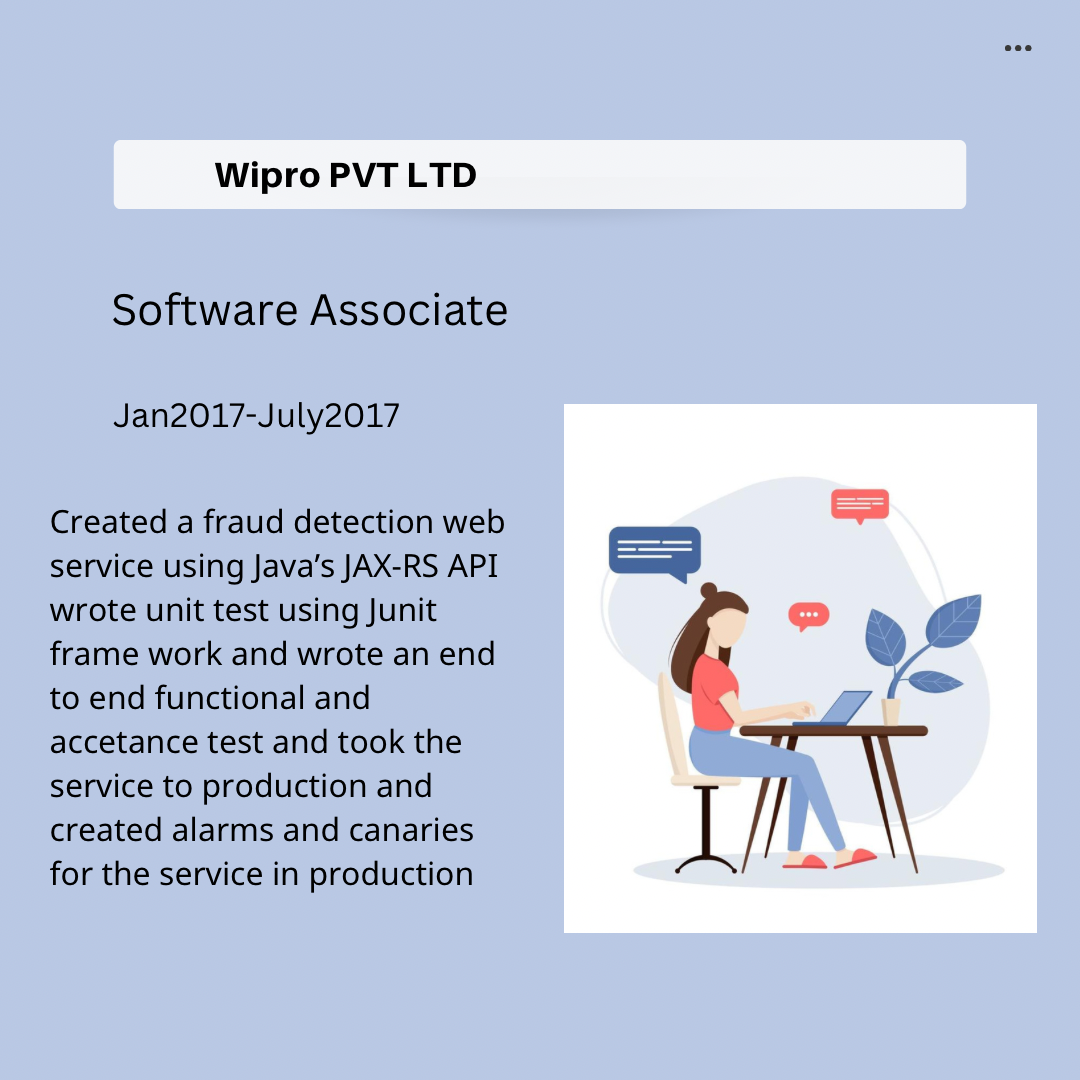 Wipro PVT LTD
Software Associate
Jan2017-July2017
Created a fraud detection web
service using Java’s JAX-RS API
wrote unit test using Junit
frame work and wrote an end
to end functional and
accetance test and took the
service to production and
created alarms and canaries
for the service in production